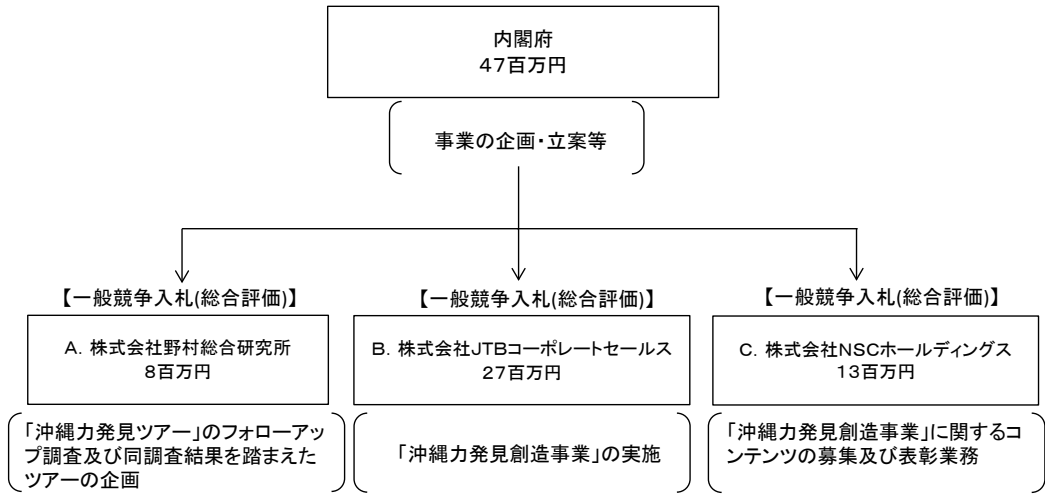 内閣府
47百万円
事業の企画・立案等
【一般競争入札(総合評価)】
A. 株式会社野村総合研究所
8百万円
「沖縄力発見ツアー」のフォローアッ
プ調査及び同調査結果を踏まえた
ツアーの企画
【一般競争入札(総合評価)】
B. 株式会社JTBコーポレートセールス
27百万円
「沖縄力発見創造事業」の実施
【一般競争入札(総合評価)】
C. 株式会社NSCホールディングス
13百万円
「沖縄力発見創造事業」に関するコ
ンテンツの募集及び表彰業務